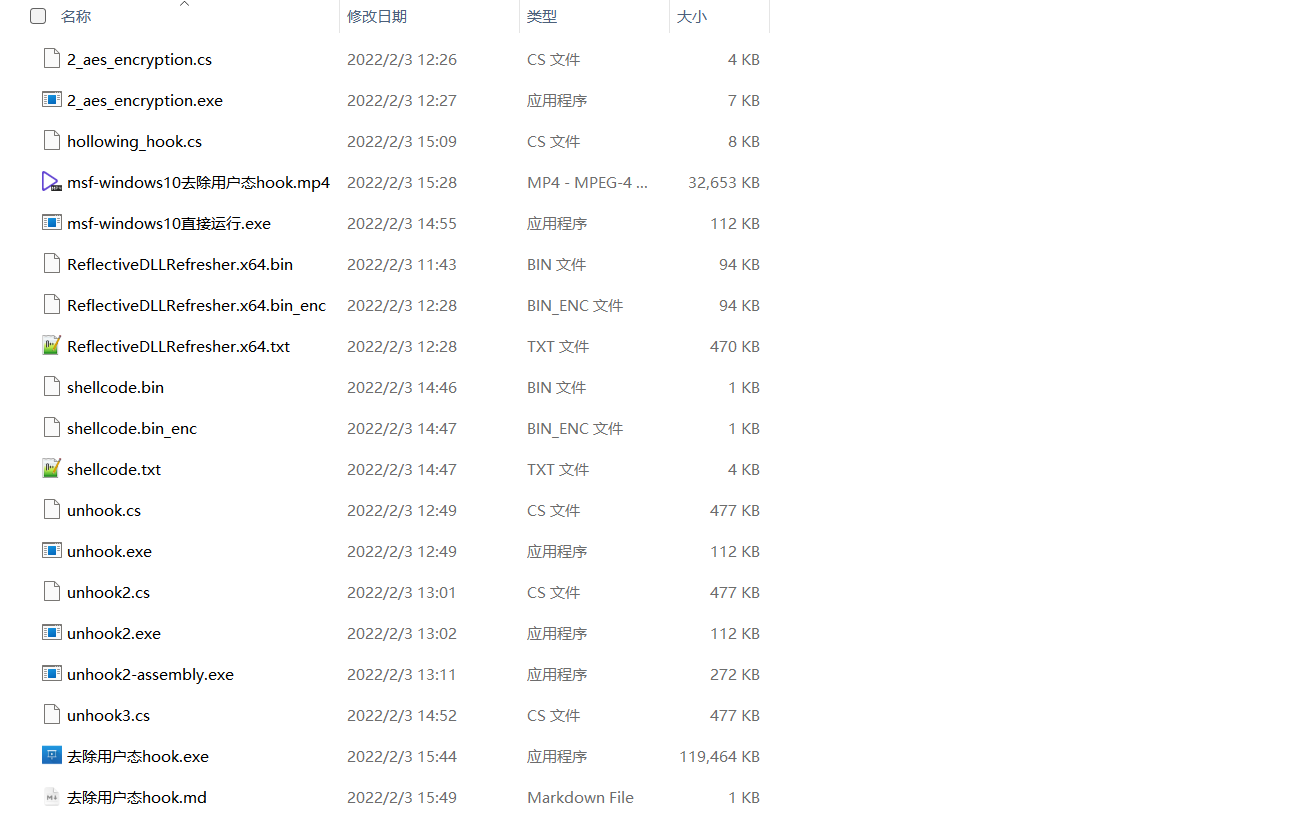 名称 修改日期 类型 大小
2_aes_encryption.cs 2022/2/3 12:26 CS 文件 4 KB
2_aes_encryption.exe 2022/2/3 12:27 应用程序 7 KB
hollowing_hook.cs 2022/2/3 15:09 CS 文件 8 KB
msf-windows10去除用户态hook.mp4 2022/2/3 15:28 MP4 - MPEG-4 ... 32,653 KB
msf-windows10直接运行.exe 2022/2/3 14:55 应用程序 112 KB
ReflectiveDLLRefresher.x64.bin 2022/2/3 11:43 BIN 文件 94 KB
ReflectiveDLLRefresher.x64.bin_enc 2022/2/3 12:28 BIN_ENC 文件 94 KB
ReflectiveDLLRefresher.x64.txt 2022/2/3 12:28 TXT 文件 470 KB
shellcode.bin 2022/2/3 14:46 BIN 文件 1 KB
shellcode.bin_enc 2022/2/3 14:47 BIN_ENC 文件 1 KB
shellcode.txt 2022/2/3 14:47 TXT 文件 4 KB
unhook.cs 2022/2/3 12:49 CS 文件 477 KB
unhook.exe 2022/2/3 12:49 应用程序 112 KB
unhook2.cs 2022/2/3 13:01 CS 文件 477 KB
unhook2.exe 2022/2/3 13:02 应用程序 112 KB
unhook2-assembly.exe 2022/2/3 13:11 应用程序 272 KB
unhook3.cs 2022/2/3 14:52 CS 文件 477 KB
去除用户态hook.exe 2022/2/3 15:44 应用程序 119,464 KB
去除用户态hook.md 2022/2/3 15:49 Markdown File 1 KB